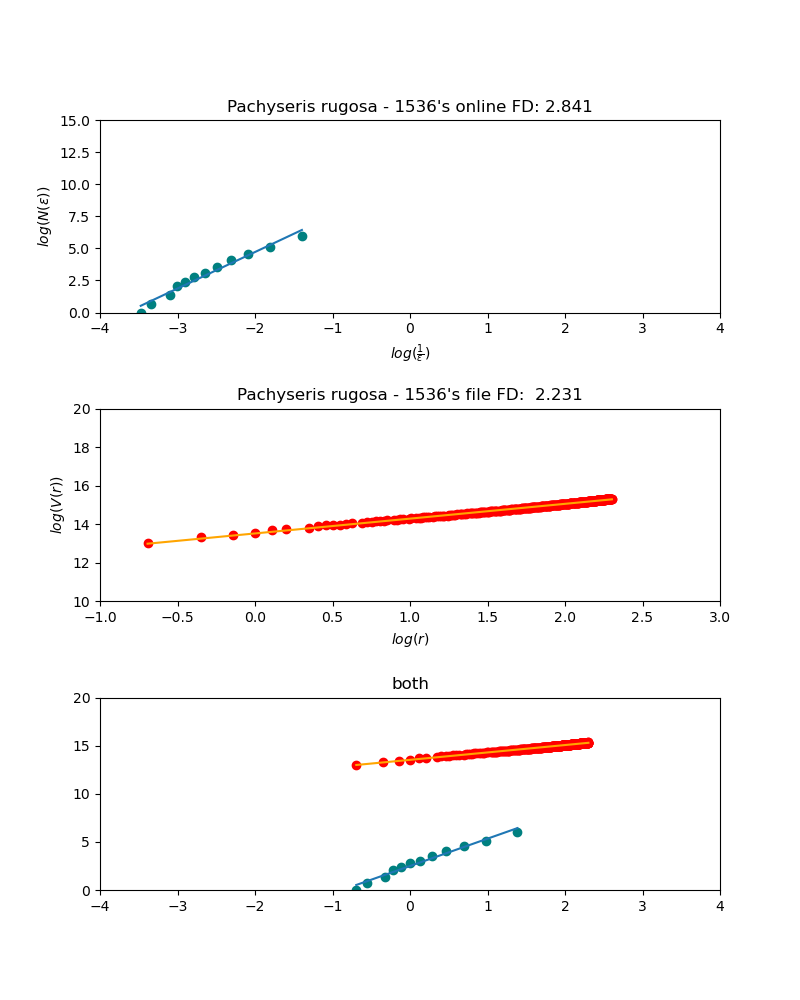 Pachyseris rugosa - 1536's online FD: 2.841
15.0
12.5
10.0
7.5
5.0
2.5
0.0
log(N(ε))
−4 −3 −2 −1 0 1 2 3 4
log(1/ε)
Pachyseris rugosa - 1536's file FD:  2.231
20
18
16
14
12
10
log(V(r))
−1.0 −0.5 0.0 0.5 1.0 1.5 2.0 2.5 3.0
log(r)
both
20
15
10
5
0
−4 −3 −2 −1 0 1 2 3 4